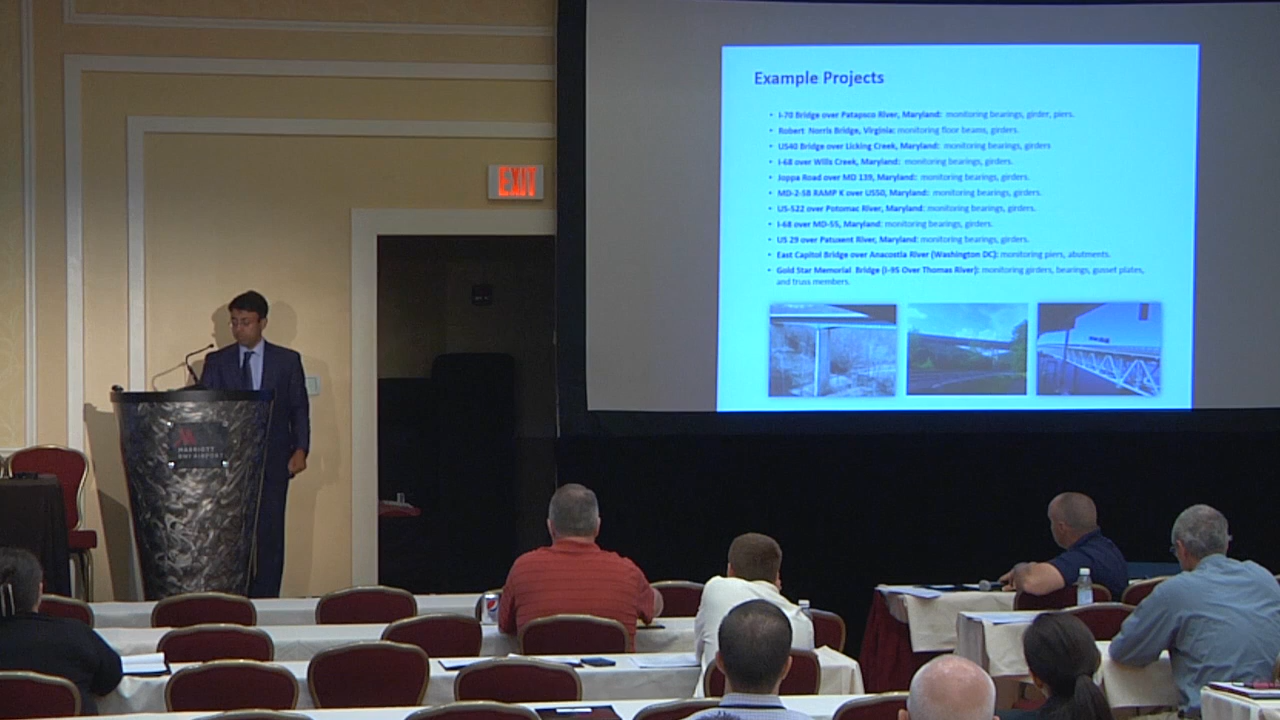 Example Projects
• I-70 Bridge over Patapsco River, Maryland: monitoring bearings, girder, piers.
• Robert Norris Bridge, Virginia: monitoring floor beams, girders.
• US40 Bridge over Licking Creek, Maryland: monitoring bearings, girders
• I-68 over Wills Creek, Maryland: monitoring bearings, girders.
• Joppa Road over MD 139, Maryland: monitoring bearings, girders.
• MD-2-SB RAMP K over US50, Maryland: monitoring bearings, girders.
• US-522 over Potomac River, Maryland: monitoring bearings, girders.
• I-68 over MD-55, Maryland: monitoring bearings, girders.
• US 29 over Patuxent River, Maryland: monitoring bearings, girders.
• East Capitol Bridge over Anacostia River (Washington DC): monitoring piers, abutments.
• Gold Star Memorial Bridge (I-95 Over Thomas River): monitoring girders, bearings, gusset plates,
and truss members.
EXIT
MARRIOTT
BWI AIRPORT